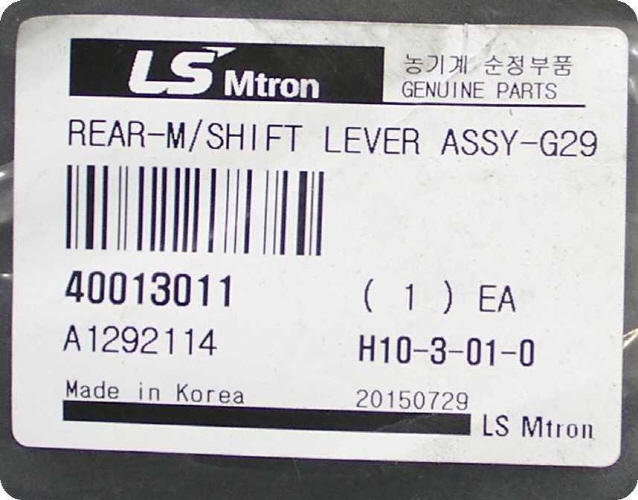 LS Mtron 농기계 순정부품
GENUINE PARTS
REAR-M/SHIFT LEVER ASSY-G29
40013011 ( 1 ) EA
A1292114 H10-3-01-0
Made in Korea 20150729
LS Mtron